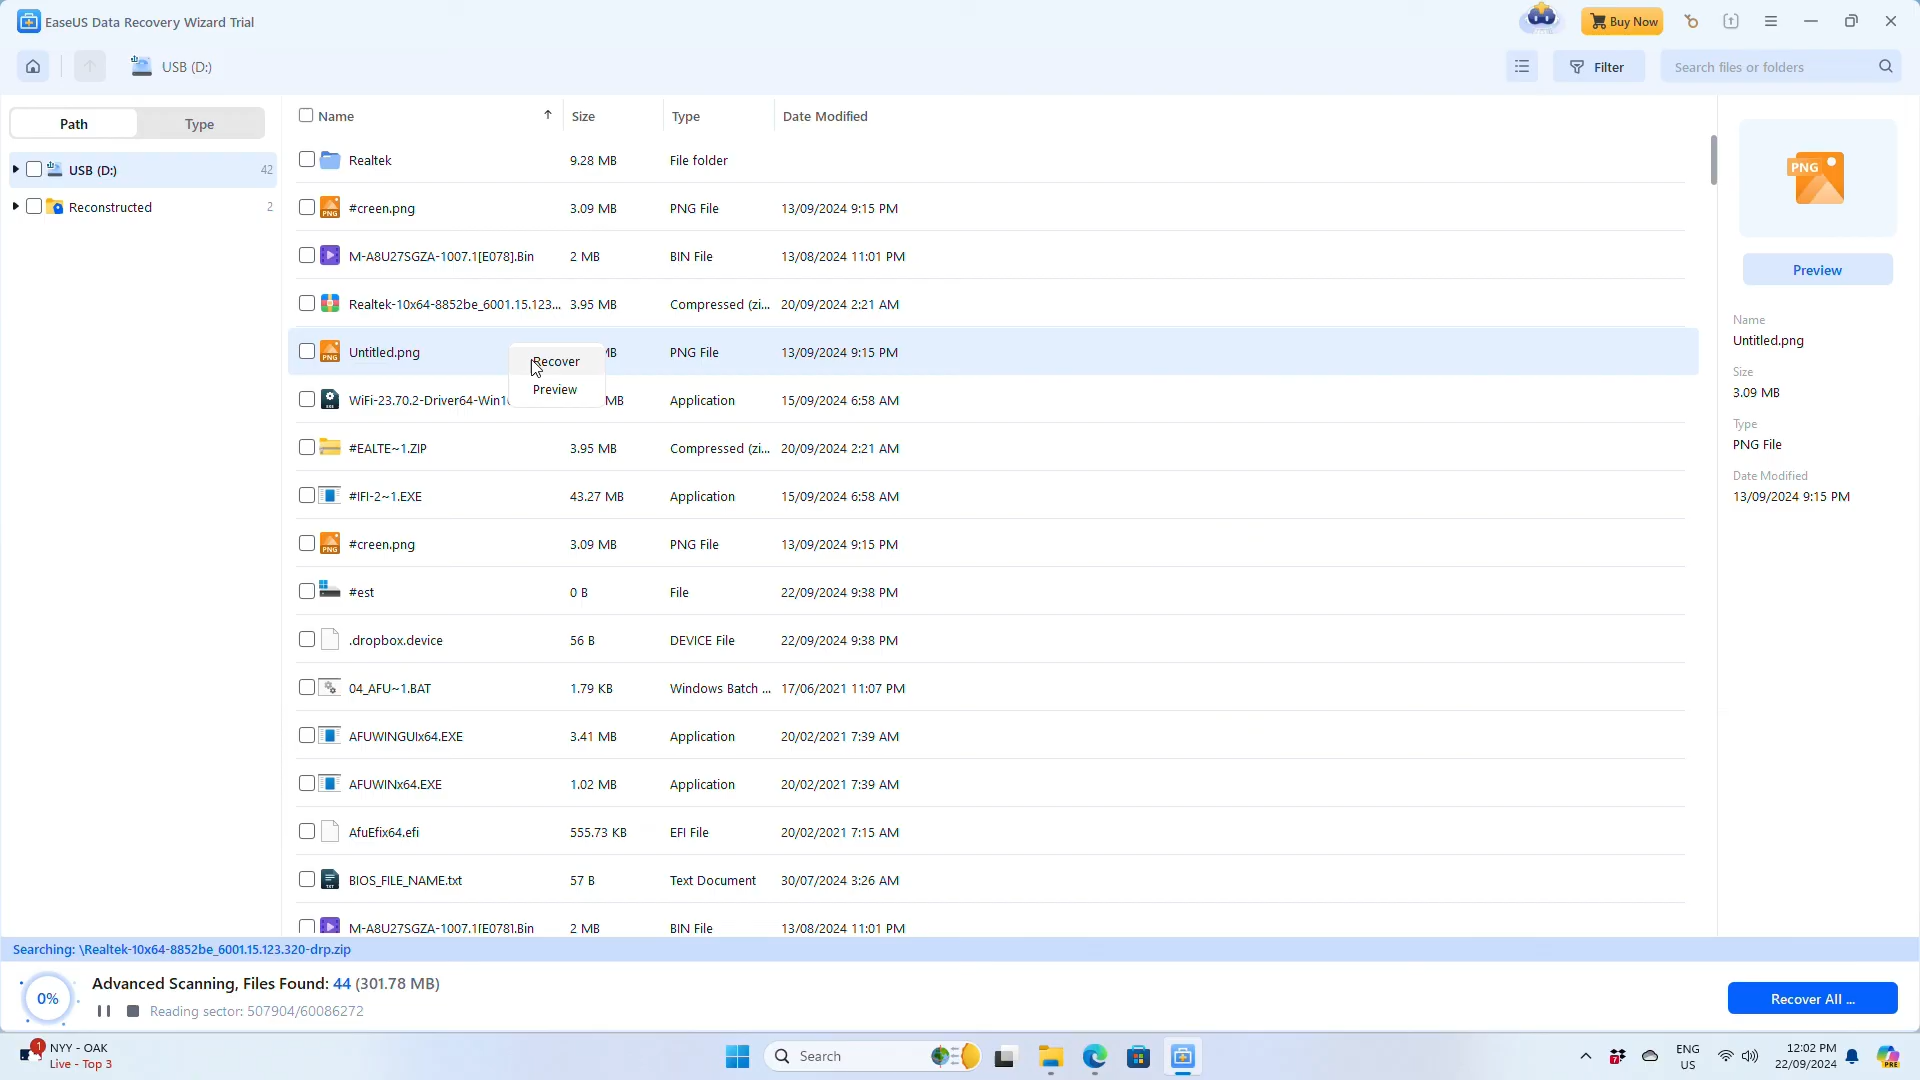 EaseUS Data Recovery Wizard Trial
Buy Now
USB (D:)
Filter
Search files or folders
Path
Type
USB (D:)
42
Reconstructed
2
Name
Size
Type
Date Modified
Realtek
9.28 MB
File folder
#creen.png
3.09 MB
PNG File
13/09/2024 9:15 PM
M-A8U27SGZA-1007.1[E078].Bin
2 MB
BIN File
13/08/2024 11:01 PM
Realtek-10x64-8852be_6001.15.123...
3.95 MB
Compressed (zi...
20/09/2024 2:21 AM
Untitled.png
MB
PNG File
13/09/2024 9:15 PM
Recover
Preview
WiFi-23.70.2-Driver64-Win1
MB
Application
15/09/2024 6:58 AM
#EALTE~1.ZIP
3.95 MB
Compressed (zi...
20/09/2024 2:21 AM
#IFI-2~1.EXE
43.27 MB
Application
15/09/2024 6:58 AM
#creen.png
3.09 MB
PNG File
13/09/2024 9:15 PM
#est
0 B
File
22/09/2024 9:38 PM
.dropbox.device
56 B
DEVICE File
22/09/2024 9:38 PM
04_AFU~1.BAT
1.79 KB
Windows Batch ...
17/06/2021 11:07 PM
AFUWINGUIx64.EXE
3.41 MB
Application
20/02/2021 7:39 AM
AFUWINx64.EXE
1.02 MB
Application
20/02/2021 7:39 AM
AfuEfix64.efi
555.73 KB
EFI File
20/02/2021 7:15 AM
BIOS_FILE_NAME.txt
57 B
Text Document
30/07/2024 3:26 AM
M-A8U27SGZA-1007.1[E078].Bin
2 MB
BIN File
13/08/2024 11:01 PM
PNG
Preview
Name
Untitled.png
Size
3.09 MB
Type
PNG File
Date Modified
13/09/2024 9:15 PM
Searching: \Realtek-10x64-8852be_6001.15.123.320-drp.zip
0%
Advanced Scanning, Files Found: 44 (301.78 MB)
Reading sector: 507904/60086272
Recover All ...
1
NYY - OAK
Live - Top 3
Search
7
ENG
US
12:02 PM
22/09/2024
PRE